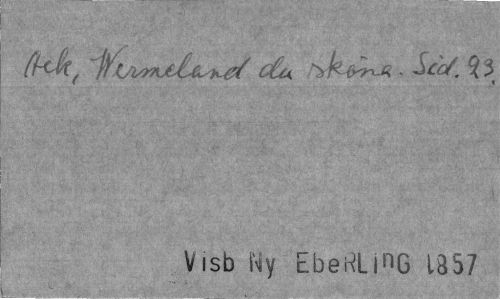 Ack, Wermeland du sköna. Sid. 93.
Visb Ny EbeRLInG 1857